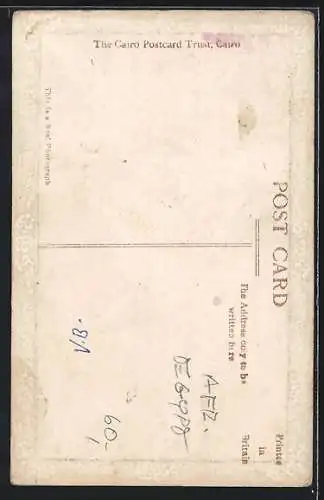 The Cairo Postcard Trust, Cairo
This is a Real Photograph
POST CARD
The Address only to be
written here
Printed
in
Britain
60-